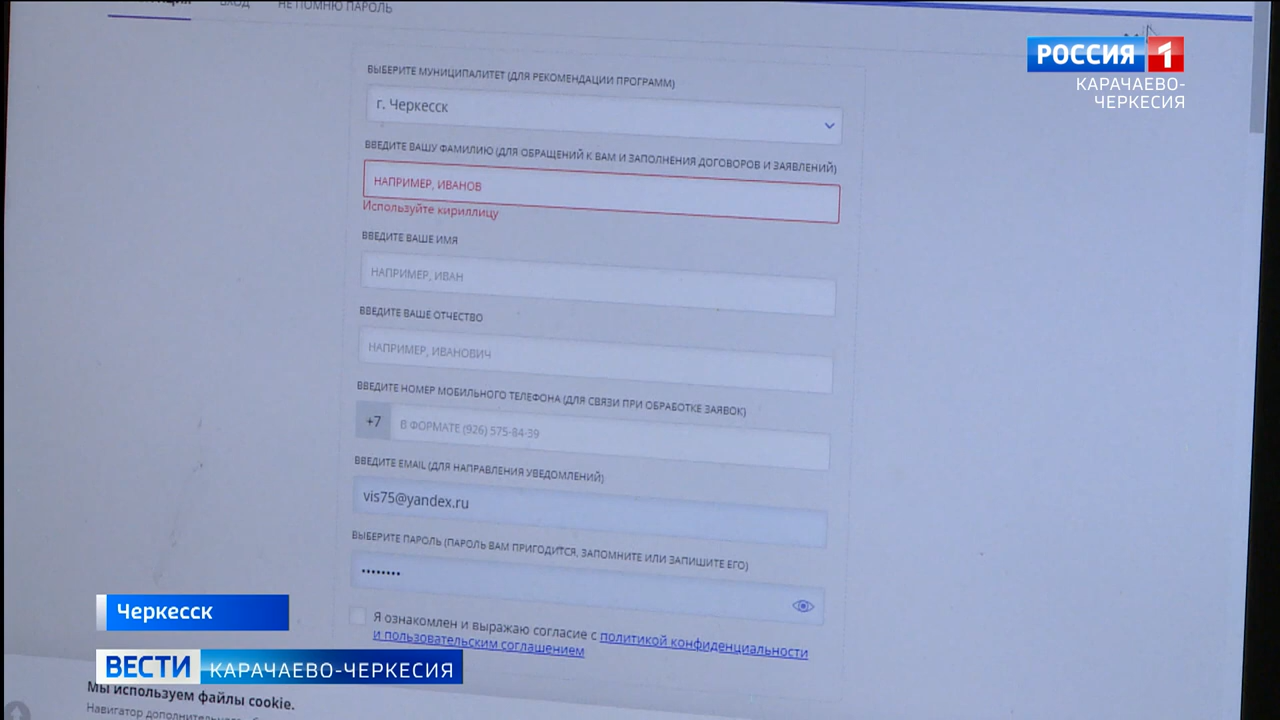 ВХОД
НЕ ПОМНЮ ПАРОЛЬ
РОССИЯ 1
КАРАЧАЕВО-
ЧЕРКЕСИЯ
ВЫБЕРИТЕ МУНИЦИПАЛИТЕТ (ДЛЯ РЕКОМЕНДАЦИИ ПРОГРАММ)
г. Черкесск
ВВЕДИТЕ ВАШУ ФАМИЛИЮ (ДЛЯ ОБРАЩЕНИЙ К ВАМ И ЗАПОЛНЕНИЯ ДОГОВОРОВ И ЗАЯВЛЕНИЙ)
НАПРИМЕР, ИВАНОВ
Используйте кириллицу
ВВЕДИТЕ ВАШЕ ИМЯ
НАПРИМЕР, ИВАН
ВВЕДИТЕ ВАШЕ ОТЧЕСТВО
НАПРИМЕР, ИВАНОВИЧ
ВВЕДИТЕ НОМЕР МОБИЛЬНОГО ТЕЛЕФОНА (ДЛЯ СВЯЗИ ПРИ ОБРАБОТКЕ ЗАЯВОК)
+7 В ФОРМАТЕ (926) 575-84-39
ВВЕДИТЕ EMAIL (ДЛЯ НАПРАВЛЕНИЯ УВЕДОМЛЕНИЙ)
vis75@yandex.ru
ВЫБЕРИТЕ ПАРОЛЬ (ПАРОЛЬ ВАМ ПРИГОДИТСЯ, ЗАПОМНИТЕ ИЛИ ЗАПИШИТЕ ЕГО)
••••••••
Я ознакомлен и выражаю согласие с политикой конфиденциальности
и пользовательским соглашением
Черкесск
ВЕСТИ КАРАЧАЕВО-ЧЕРКЕСИЯ
Мы используем файлы cookie.
Навигатор